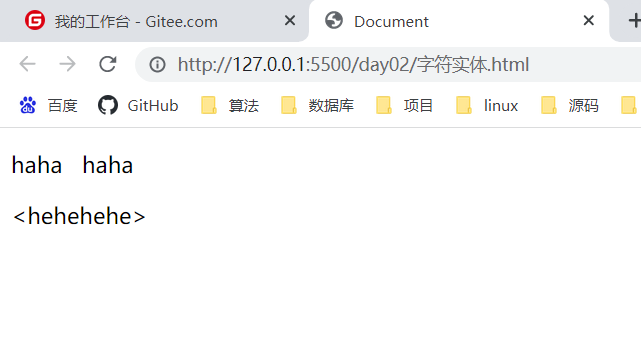 我的工作台 - Gitee.com Document
http://127.0.0.1:5500/day02/字符实体.html
百度 GitHub 算法 数据库 项目 linux 源码
haha   haha
<hehehehe>